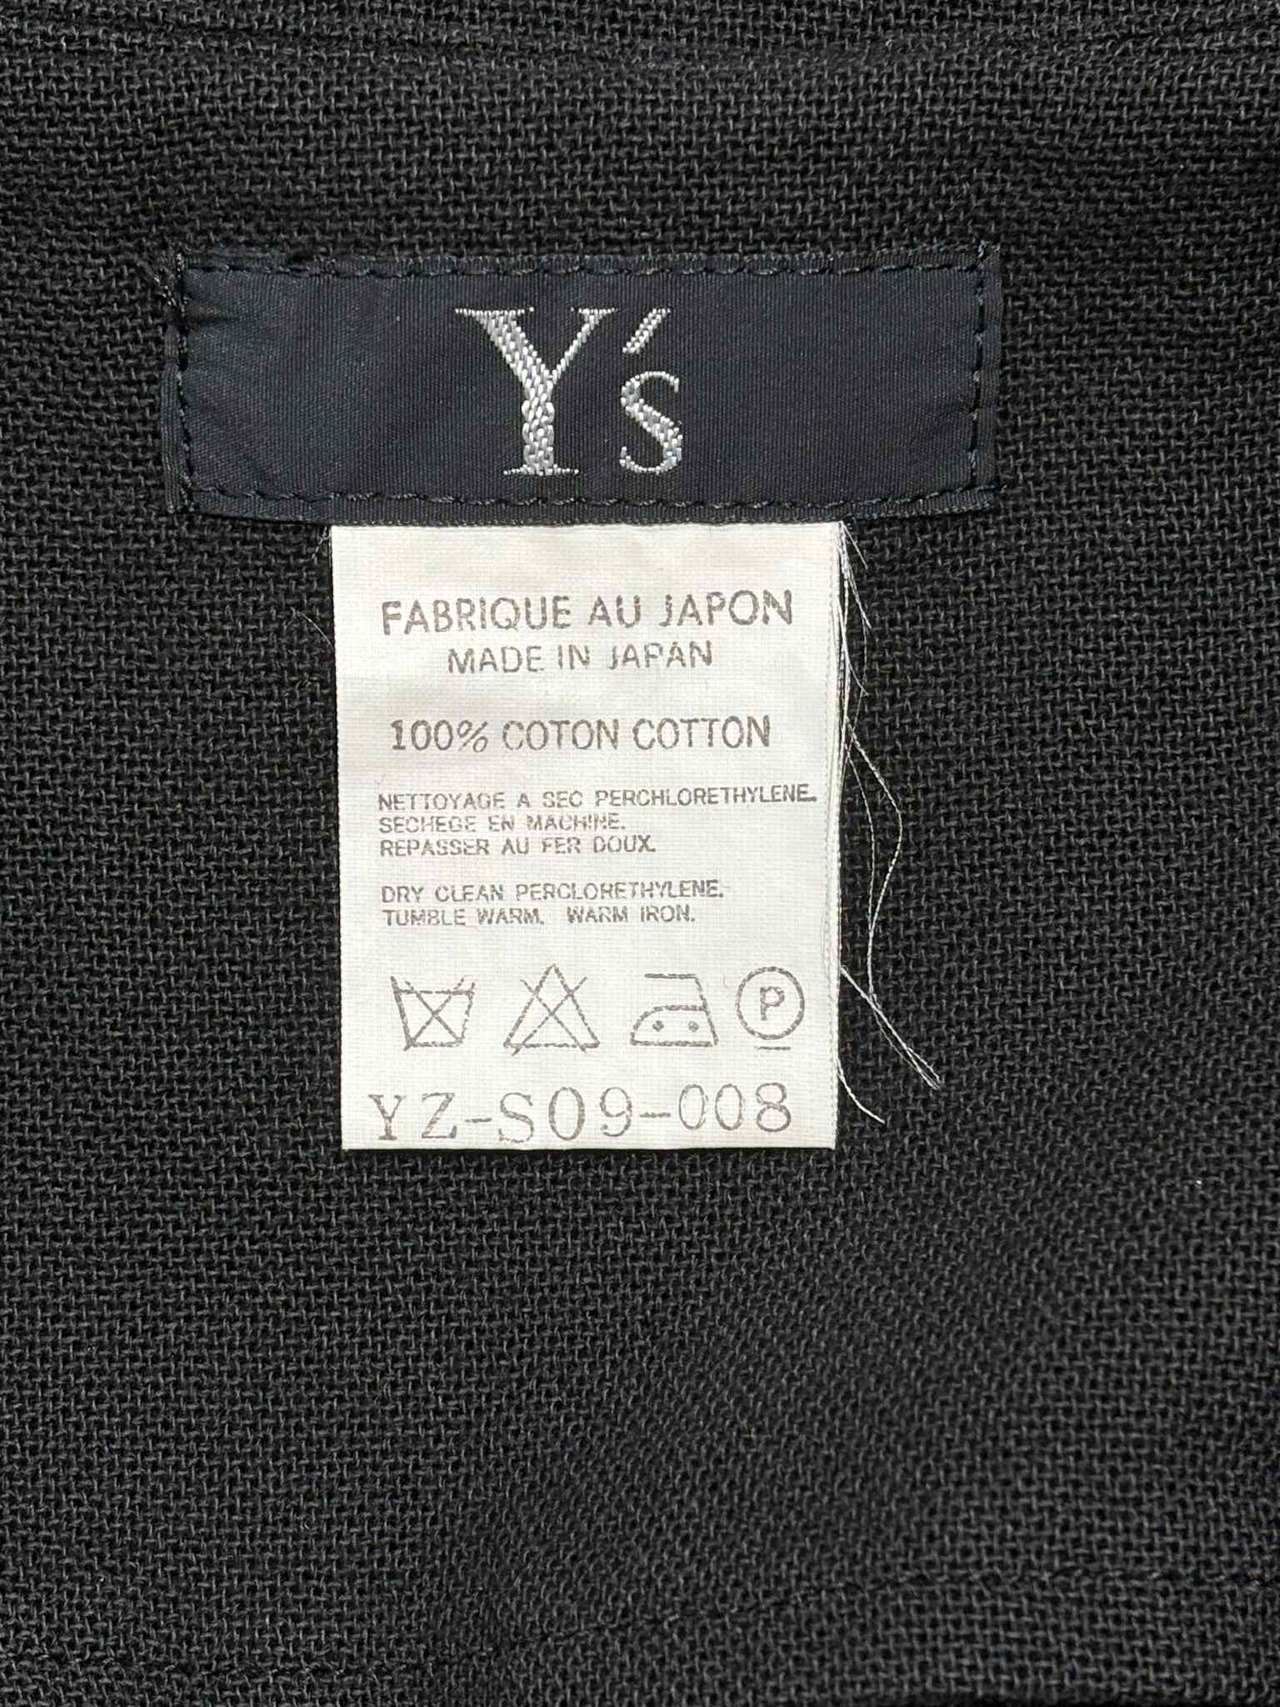 Y's
FABRIQUE AU JAPON
MADE IN JAPAN
100% COTON COTTON
NETTOYAGE A SEC PERCHLORETHYLENE.
SECHEGE EN MACHINE.
REPASSER AU FER DOUX.
DRY CLEAN PERCLORETHYLENE.
TUMBLE WARM. WARM IRON.
P
YZ-S09-008